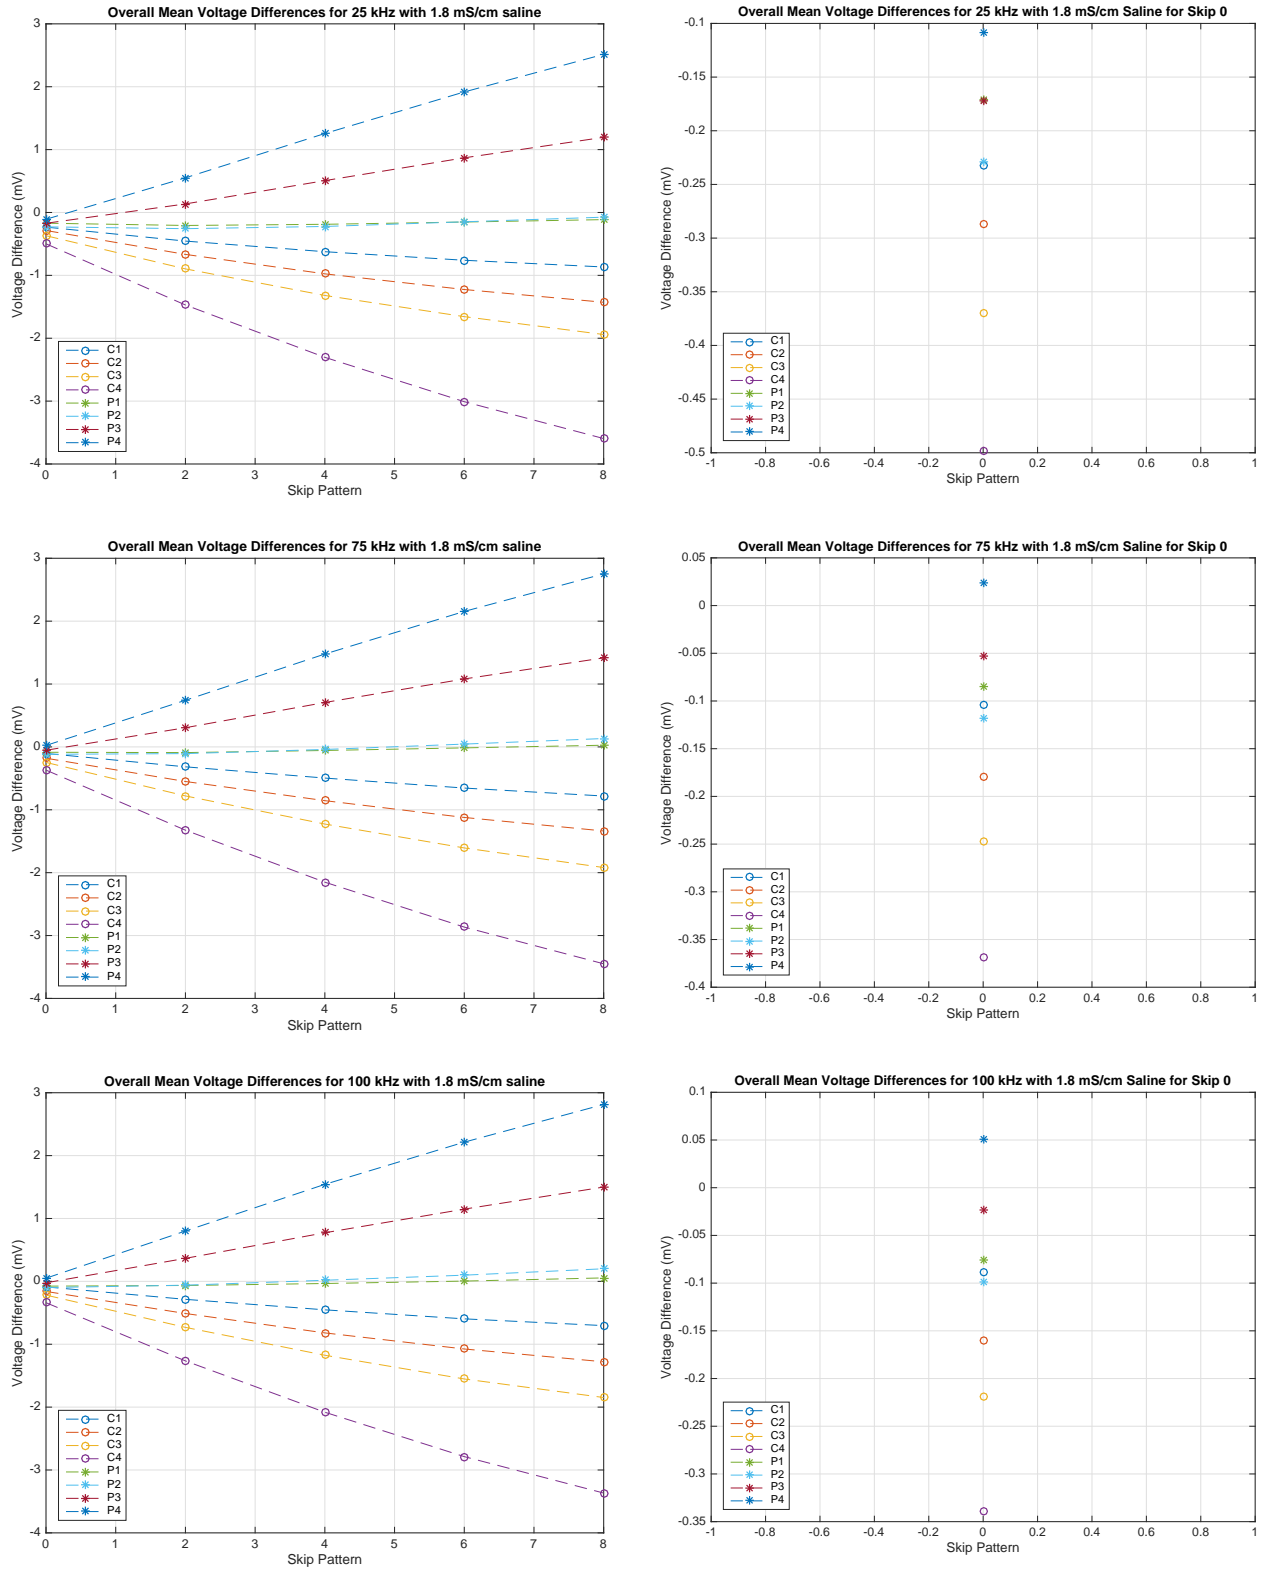 Overall Mean Voltage Differences for 25 kHz with 1.8 mS/cm saline
3
2
1
0
-1
-2
-3
-4
Voltage Difference (mV)
C1
C2
C3
C4
P1
P2
P3
P4
0 1 2 3 4 5 6 7 8
Skip Pattern
Overall Mean Voltage Differences for 25 kHz with 1.8 mS/cm Saline for Skip 0
-0.1
-0.15
-0.2
-0.25
-0.3
-0.35
-0.4
-0.45
-0.5
Voltage Difference (mV)
C1
C2
C3
C4
P1
P2
P3
P4
-1 -0.8 -0.6 -0.4 -0.2 0 0.2 0.4 0.6 0.8 1
Skip Pattern
Overall Mean Voltage Differences for 75 kHz with 1.8 mS/cm saline
3
2
1
0
-1
-2
-3
-4
Voltage Difference (mV)
C1
C2
C3
C4
P1
P2
P3
P4
0 1 2 3 4 5 6 7 8
Skip Pattern
Overall Mean Voltage Differences for 75 kHz with 1.8 mS/cm Saline for Skip 0
0.05
0
-0.05
-0.1
-0.15
-0.2
-0.25
-0.3
-0.35
-0.4
Voltage Difference (mV)
C1
C2
C3
C4
P1
P2
P3
P4
-1 -0.8 -0.6 -0.4 -0.2 0 0.2 0.4 0.6 0.8 1
Skip Pattern
Overall Mean Voltage Differences for 100 kHz with 1.8 mS/cm saline
3
2
1
0
-1
-2
-3
-4
Voltage Difference (mV)
C1
C2
C3
C4
P1
P2
P3
P4
0 1 2 3 4 5 6 7 8
Skip Pattern
Overall Mean Voltage Differences for 100 kHz with 1.8 mS/cm Saline for Skip 0
0.1
0.05
0
-0.05
-0.1
-0.15
-0.2
-0.25
-0.3
-0.35
Voltage Difference (mV)
C1
C2
C3
C4
P1
P2
P3
P4
-1 -0.8 -0.6 -0.4 -0.2 0 0.2 0.4 0.6 0.8 1
Skip Pattern